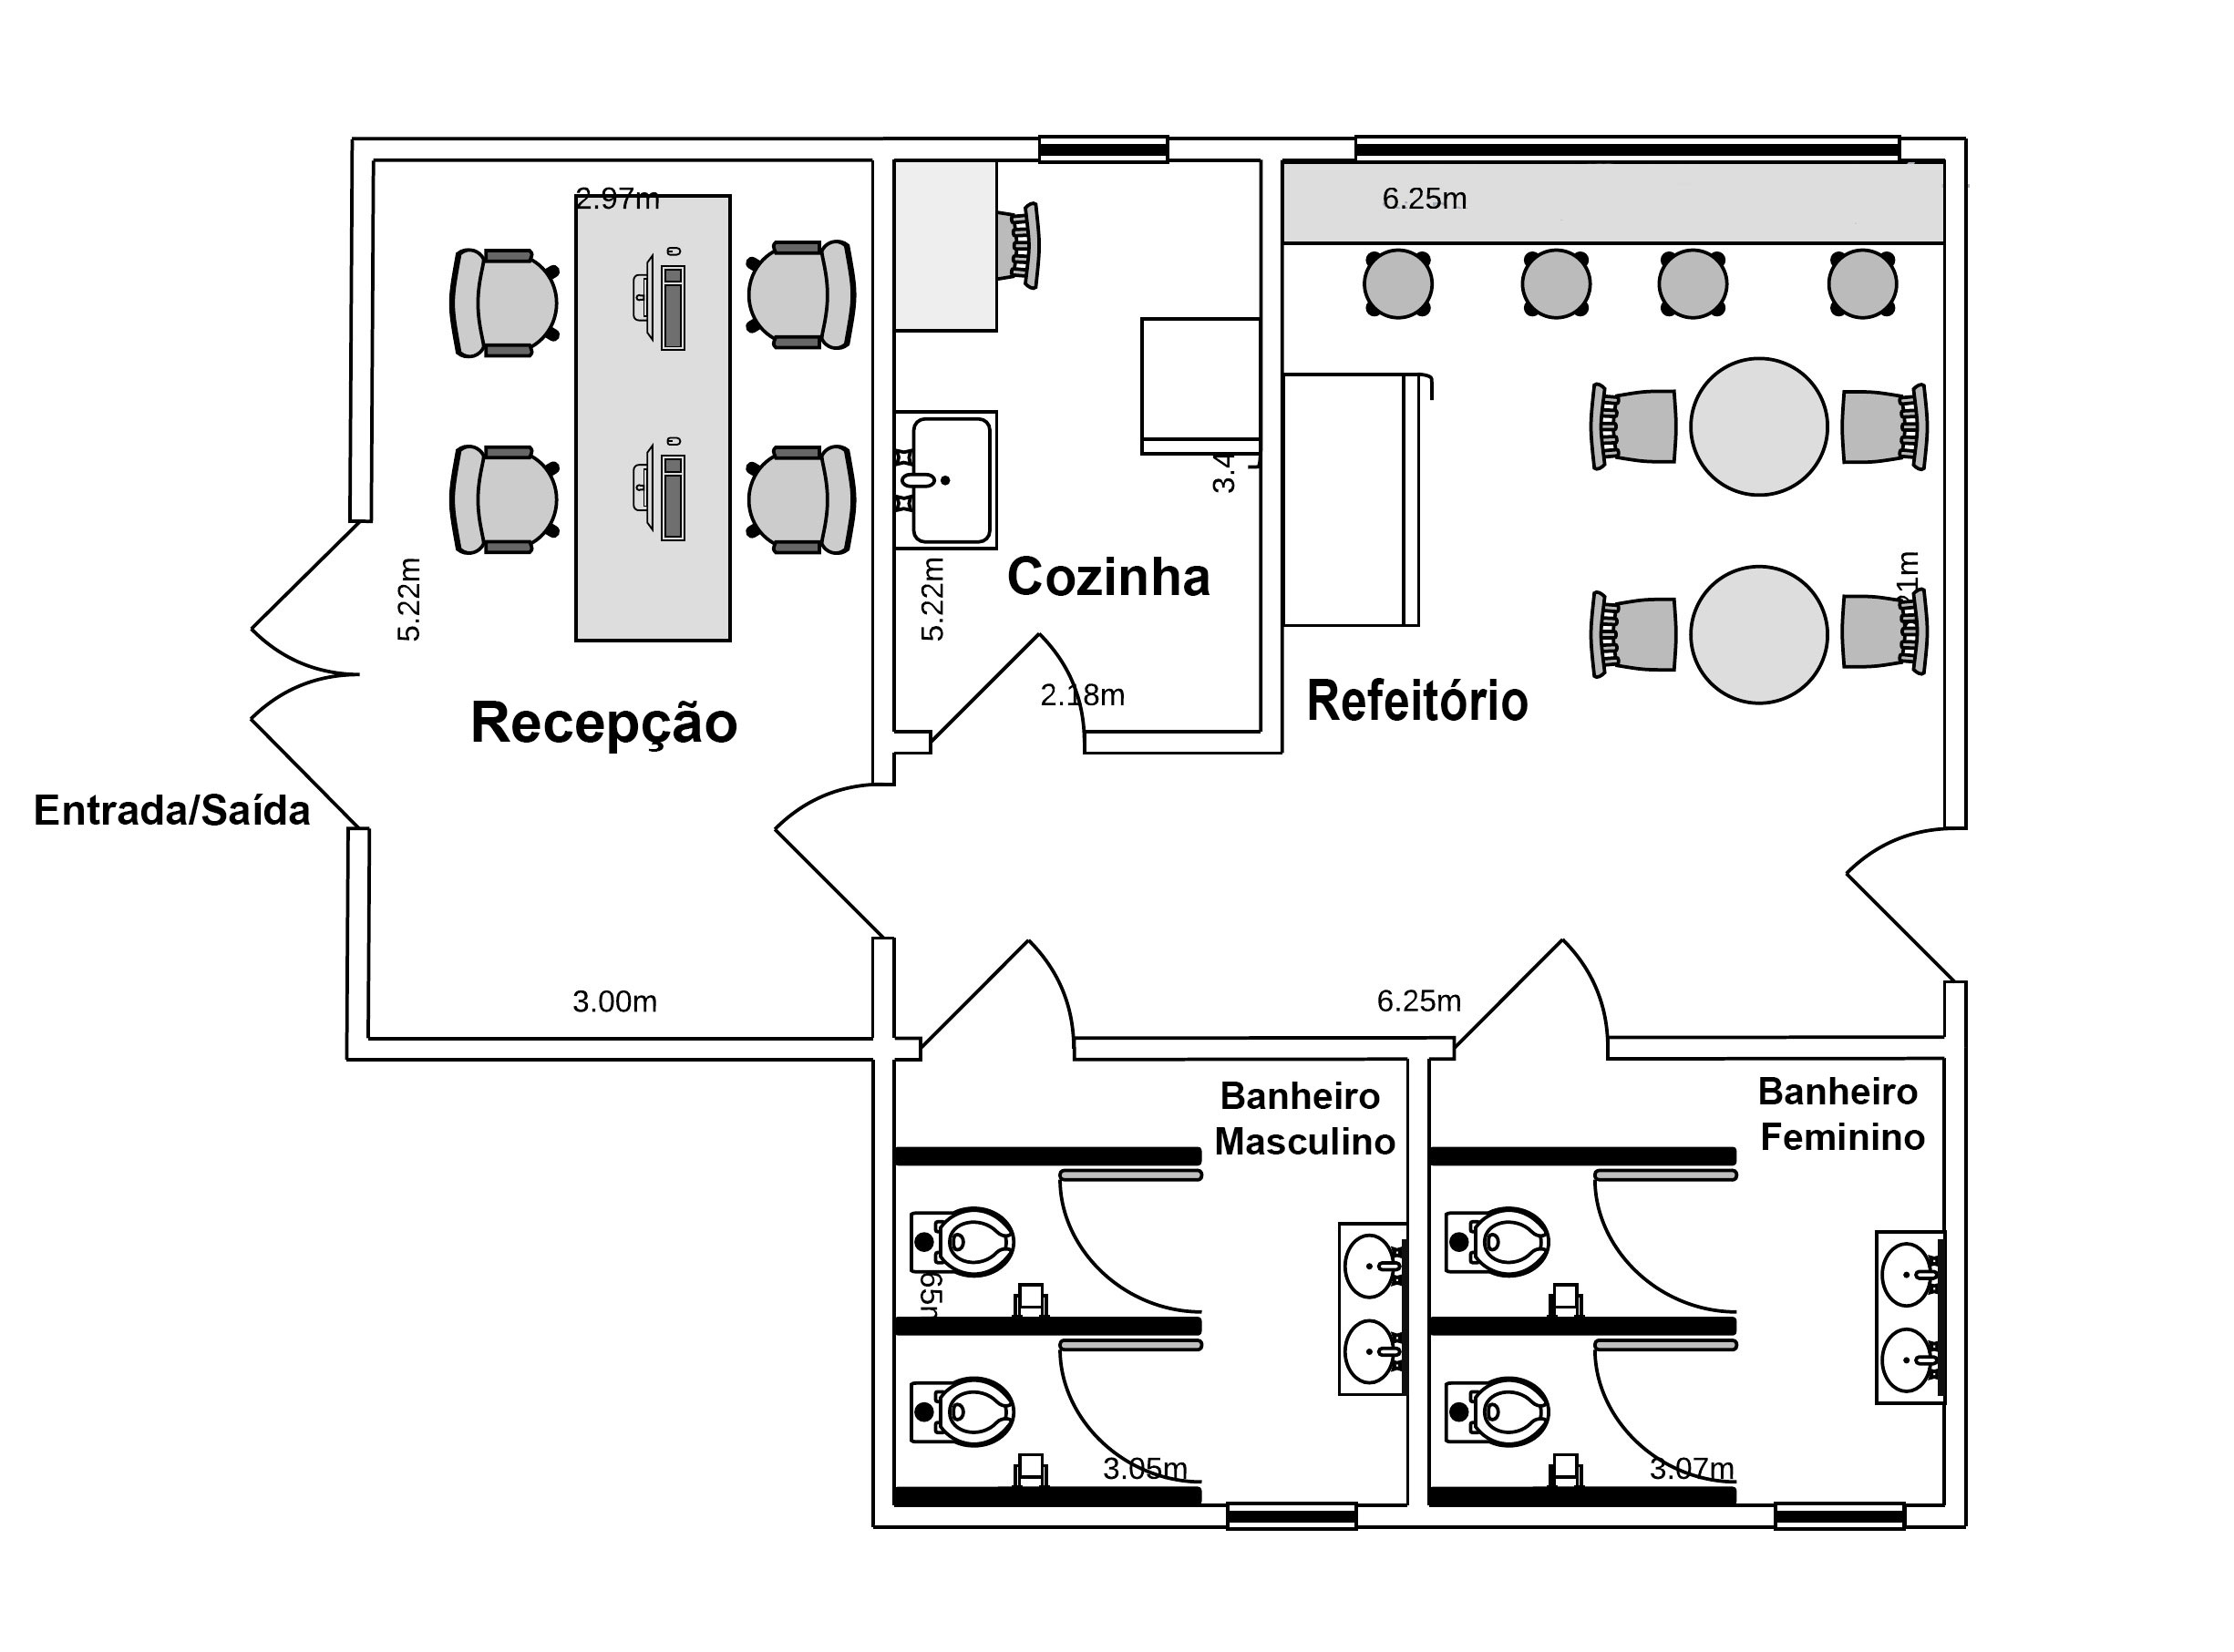 2.97m
6.25m
3.4
5.22m
5.22m
Cozinha
1m
2.18m
Refeitório
Recepção
Entrada/Saída
3.00m
6.25m
Banheiro
Masculino
Banheiro
Feminino
65
3.05m
3.07m